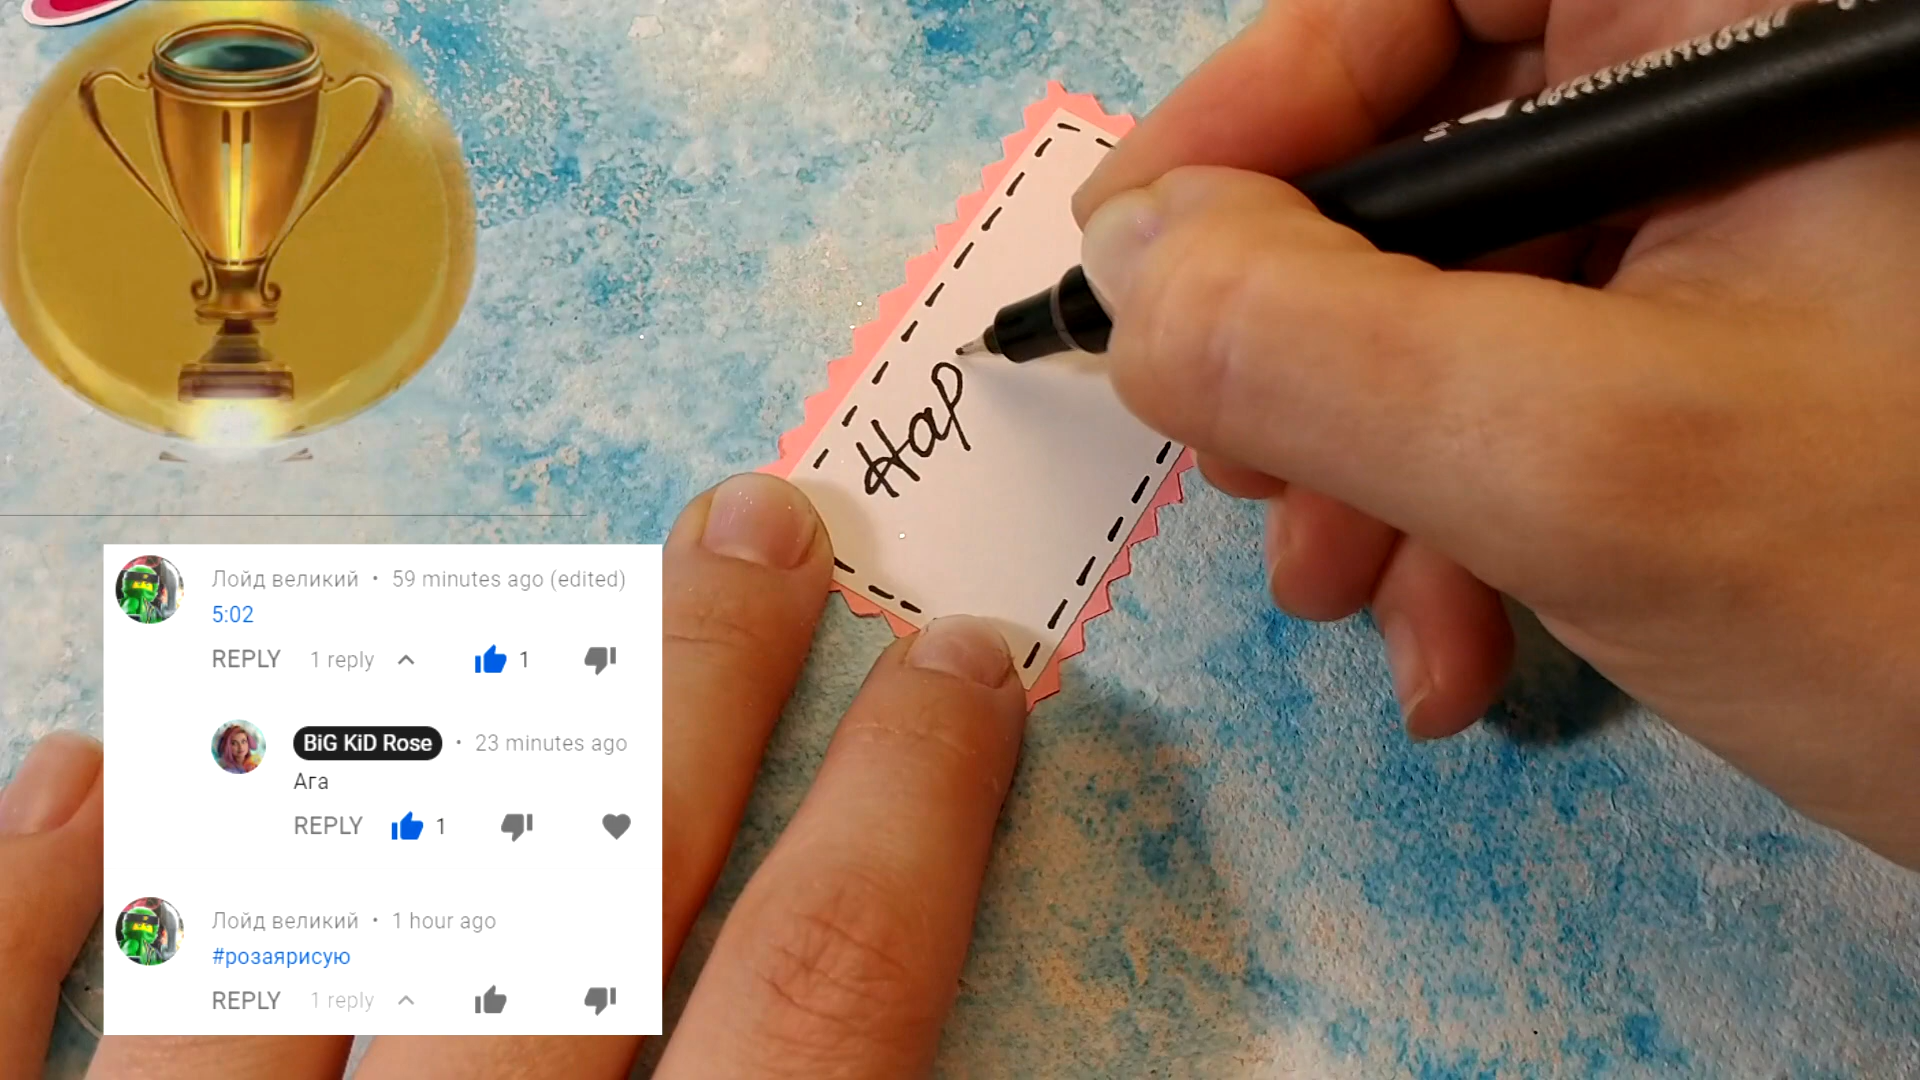 Hap
Лойд великий • 59 minutes ago (edited)
5:02
REPLY 1 reply 1
BiG KiD Rose • 23 minutes ago
Ага
REPLY 1
Лойд великий • 1 hour ago
#розаярисую
REPLY 1 reply